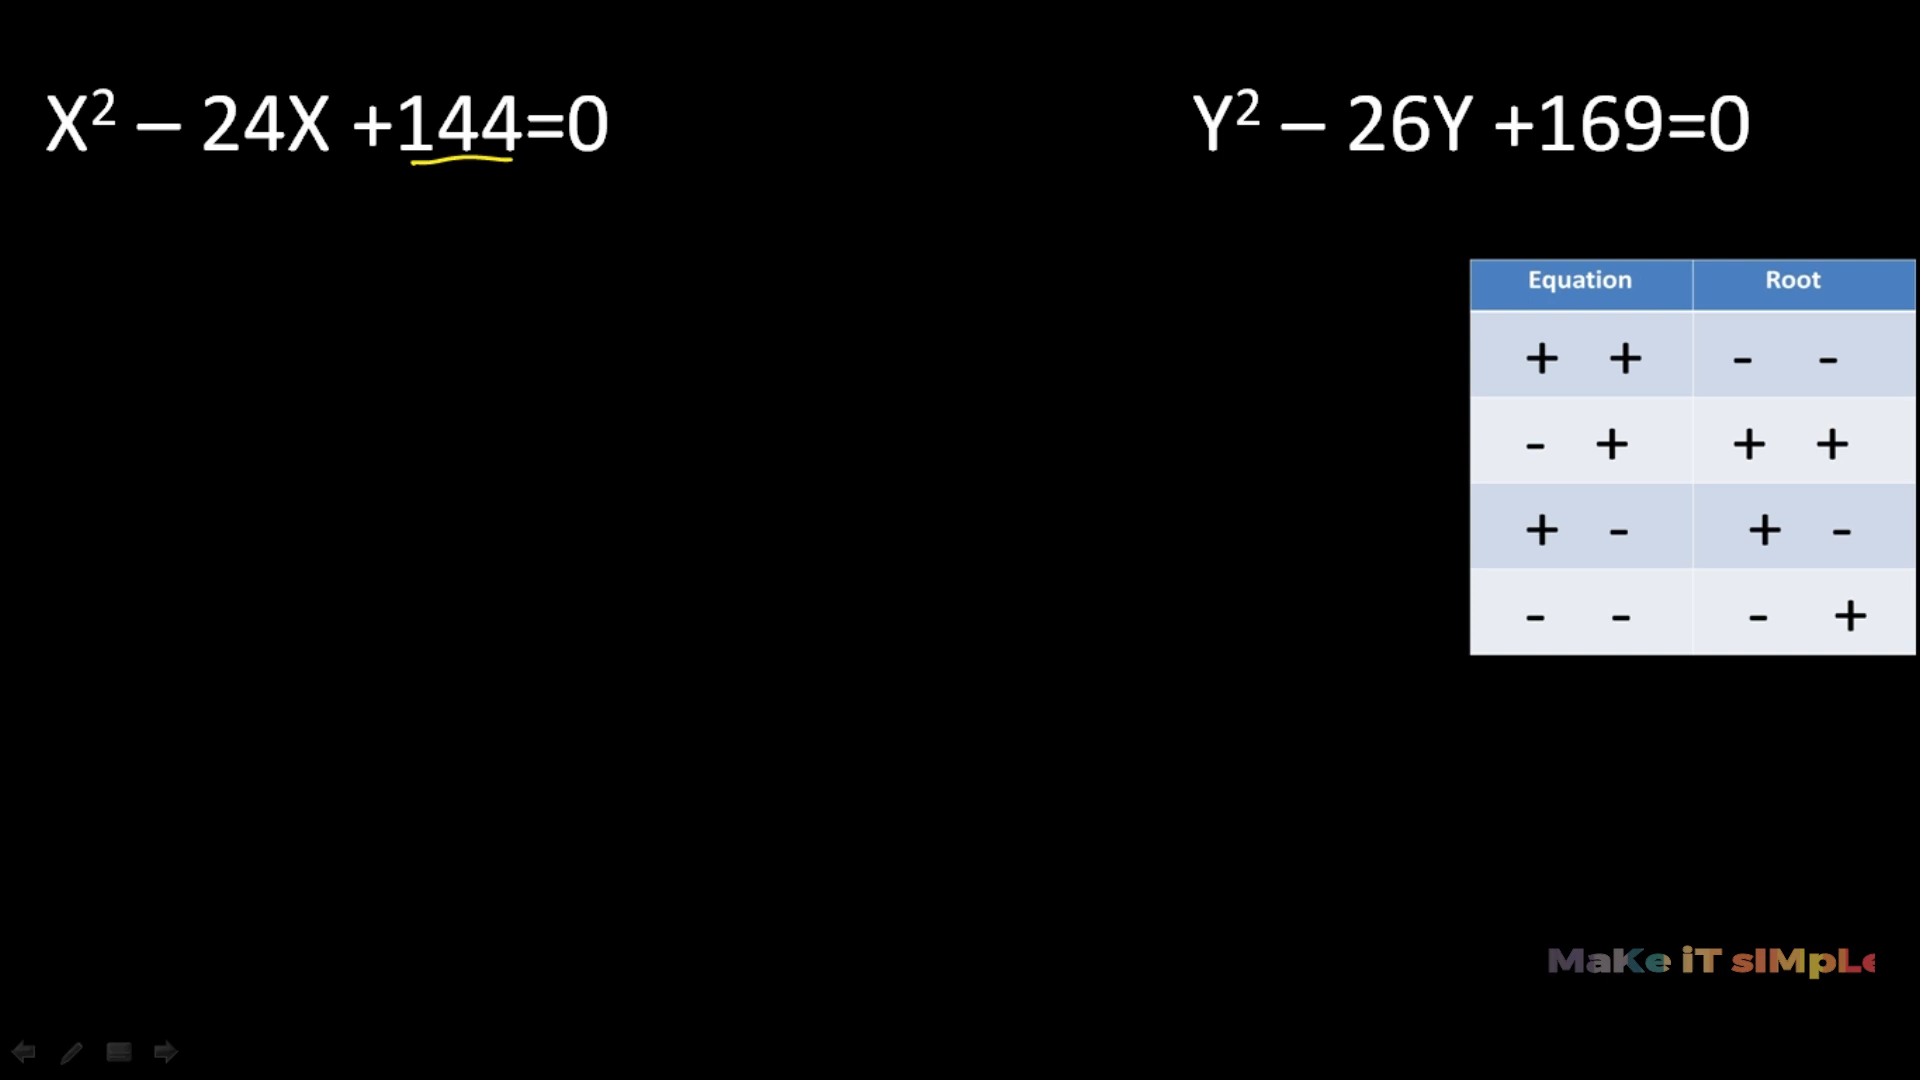 X² – 24X +144=0
Y² – 26Y +169=0
Equation Root
+ + - -
- + + +
+ - + -
- - - +
MaKe iT sIMpLe